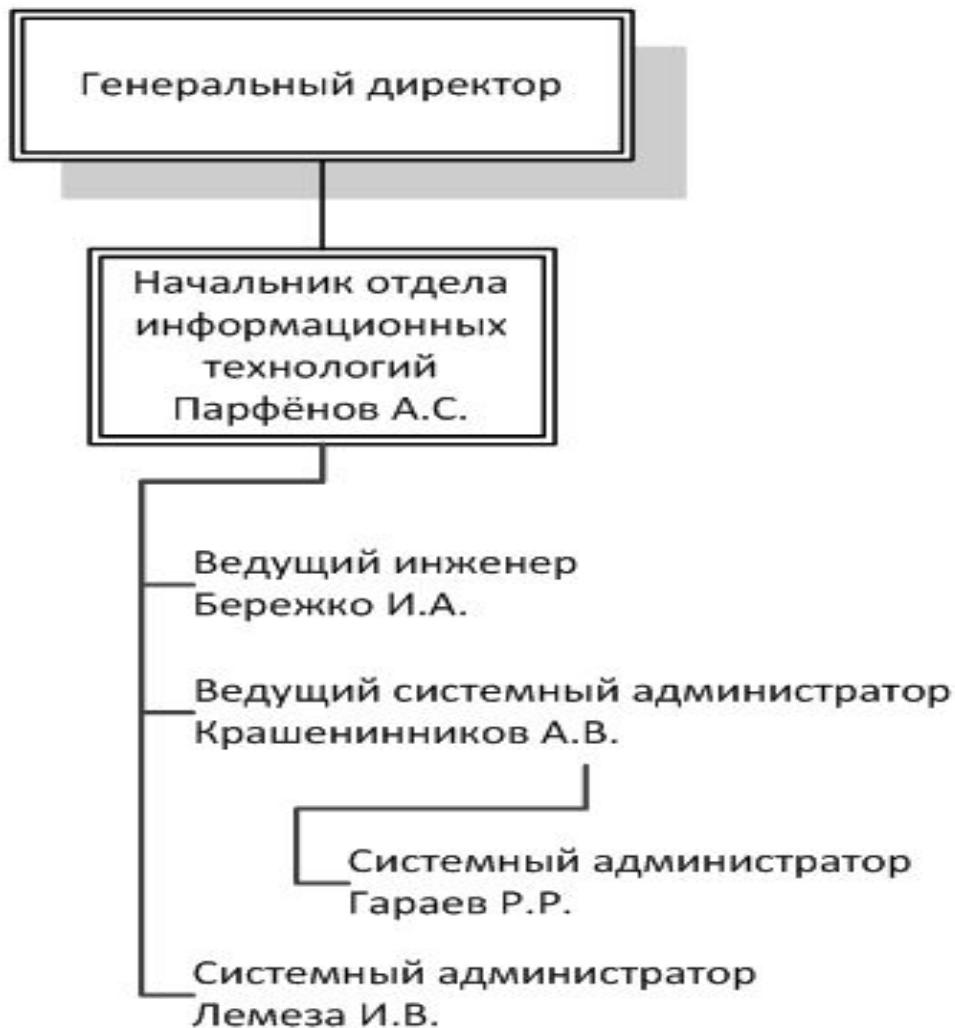 Генеральный директор
Начальник отдела
информационных
технологий
Парфёнов А.С.
Ведущий инженер
Бережко И.А.
Ведущий системный администратор
Крашенинников А.В.
Системный администратор
Гараев Р.Р.
Системный администратор
Лемеза И.В.